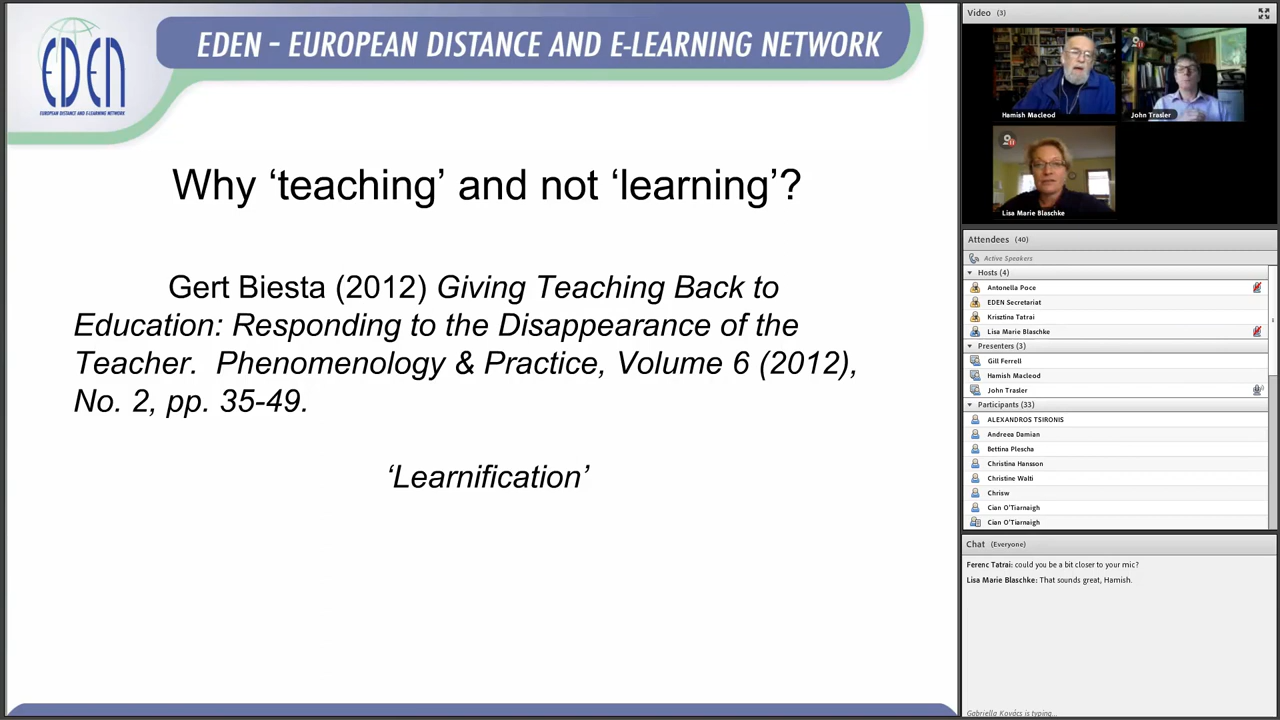 EDEN
EUROPEAN DISTANCE AND E-LEARNING NETWORK
EDEN – EUROPEAN DISTANCE AND E-LEARNING NETWORK
Why ‘teaching’ and not ‘learning’?
Gert Biesta (2012) Giving Teaching Back to
Education: Responding to the Disappearance of the
Teacher. Phenomenology & Practice, Volume 6 (2012),
No. 2, pp. 35-49.
‘Learnification’
Video (3)
Hamish Macleod
John Trasler
Lisa Marie Blaschke
Attendees (40)
Active Speakers
Hosts (4)
Antonella Poce
EDEN Secretariat
Krisztina Tatrai
Lisa Marie Blaschke
Presenters (3)
Gill Ferrell
Hamish Macleod
John Trasler
Participants (33)
ALEXANDROS TSIRONIS
Andreea Damian
Bettina Plescha
Christina Hansson
Christine Walti
Chrisw
Cian O'Tiarnaigh
Cian O'Tiarnaigh
Chat (Everyone)
Ferenc Tatrai: could you be a bit closer to your mic?
Lisa Marie Blaschke: That sounds great, Hamish.
Gabriella Kovács is typing...